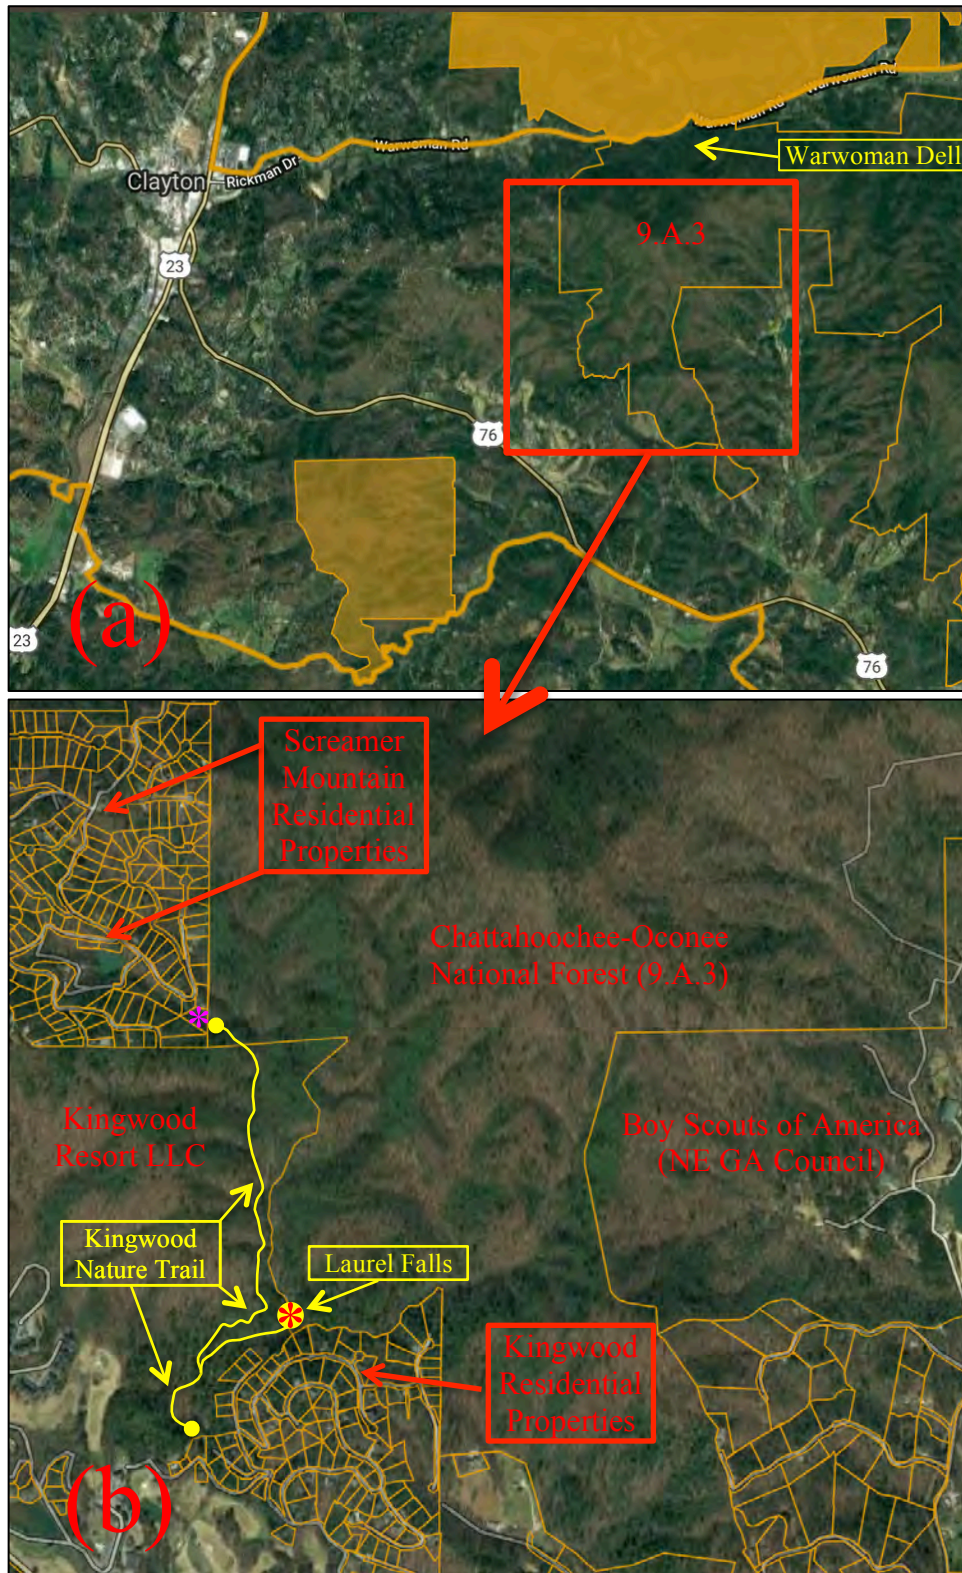 Warwoman Rd
Warwoman Rd
Warwoman Rd
Warwoman Dell
Rickman Dr
Clayton
9.A.3
23
76
(a)
23
76
Screamer
Mountain
Residential
Properties
Chattahoochee-Oconee
National Forest (9.A.3)
Kingwood
Resort LLC
Boy Scouts of America
(NE GA Council)
Kingwood
Nature Trail
Laurel Falls
Kingwood
Residential
Properties
(b)